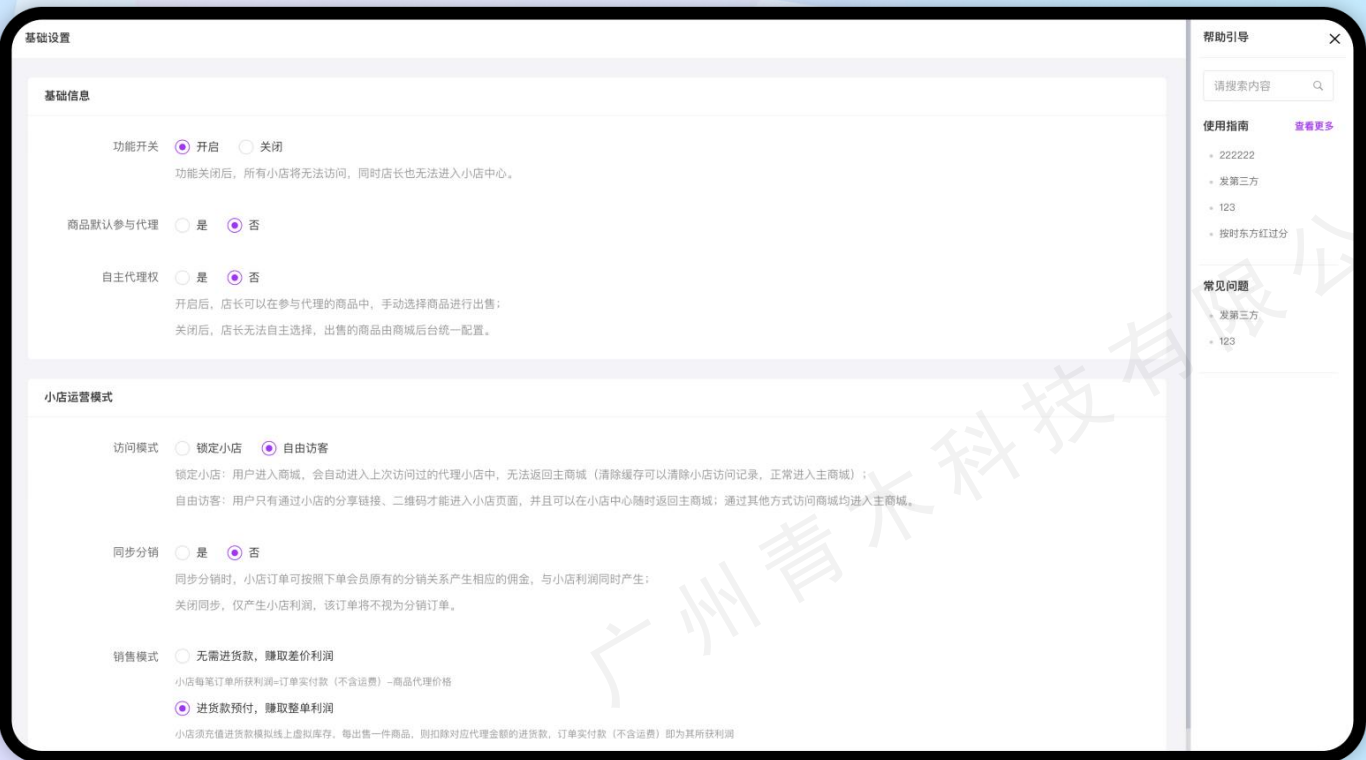 基础设置
基础信息
功能开关 开启 关闭
功能关闭后，所有小店将无法访问，同时店长也无法进入小店中心。
商品默认参与代理 是 否
自主代理权 是 否
开启后，店长可以在参与代理的商品中，手动选择商品进行出售；
关闭后，店长无法自主选择，出售的商品由商城后台统一配置。
小店运营模式
访问模式 锁定小店 自由访客
锁定小店：用户进入商城，会自动进入上次访问过的代理小店中，无法返回主商城（清除缓存可以清除小店访问记录，正常进入主商城）；
自由访客：用户只有通过小店的分享链接、二维码才能进入小店页面，并且可以在小店中心随时返回主商城；通过其他方式访问商城均进入主商城。
同步分销 是 否
同步分销时，小店订单可按照下单会员原有的分销关系产生相应的佣金，与小店利润同时产生；
关闭同步，仅产生小店利润，该订单将不视为分销订单。
销售模式 无需进货款，赚取差价利润
小店每笔订单所获利润=订单实付款（不含运费）-商品代理价格
进货款预付，赚取整单利润
小店须充值进货款模拟线上虚拟库存，每出售一件商品，则扣除对应代理金额的进货款，订单实付款（不含运费）即为其所获利润
帮助引导
请搜索内容
使用指南 查看更多
222222
发第三方
123
按时东方红过分
常见问题
发第三方
123
广州青木科技有限公